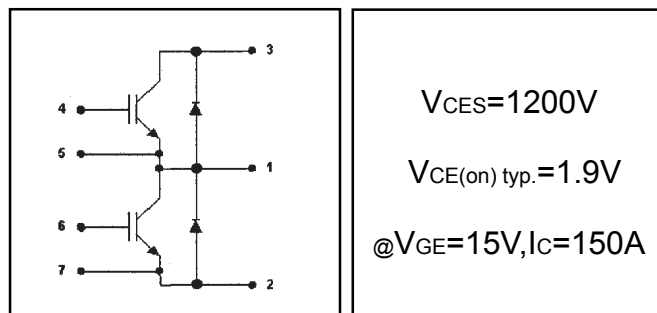 3
4
5
1
6
7
2
VCES=1200V
VCE(on) typ.=1.9V
@VGE=15V,IC=150A